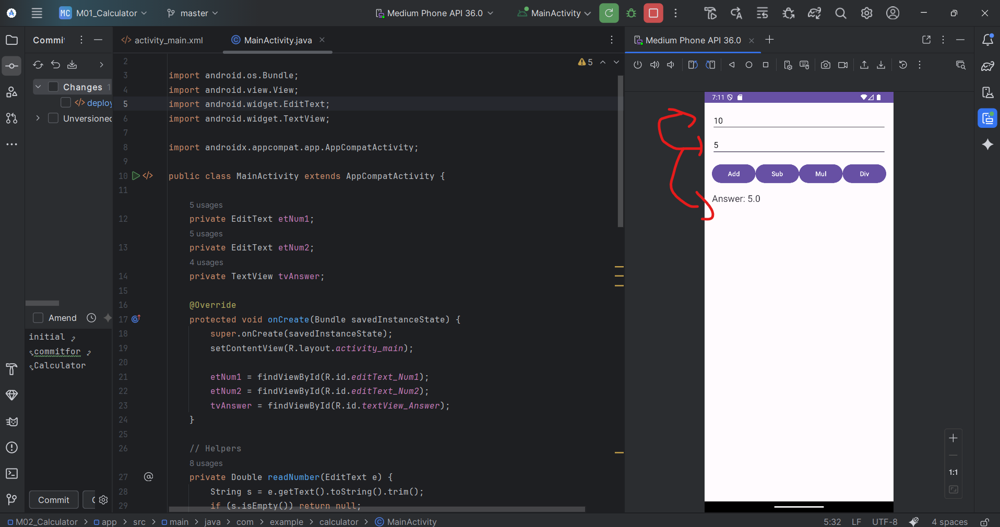 MC M01_Calculator master Medium Phone API 36.0 MainActivity
Commi
activity_main.xml MainActivity.java
Medium Phone API 36.0
Changes 1
deploy
Unversioned
Amend
initial
commitfor
Calculator
Commit
5
2
3 import android.os.Bundle;
4 import android.view.View;
5 import android.widget.EditText;
6 import android.widget.TextView;
7
8 import androidx.appcompat.app.AppCompatActivity;
9
10 public class MainActivity extends AppCompatActivity {
11
5 usages
12 private EditText etNum1;
5 usages
13 private EditText etNum2;
4 usages
14 private TextView tvAnswer;
15
16 @Override
17 protected void onCreate(Bundle savedInstanceState) {
18 super.onCreate(savedInstanceState);
19 setContentView(R.layout.activity_main);
20
21 etNum1 = findViewById(R.id.editText_Num1);
22 etNum2 = findViewById(R.id.editText_Num2);
23 tvAnswer = findViewById(R.id.textView_Answer);
24 }
25
26 // Helpers
8 usages
27 private Double readNumber(EditText e) {
28 String s = e.getText().toString().trim();
29 if (s.isEmpty()) return null;
7:11
10
5
Add Sub Mul Div
Answer: 5.0
1:1
M02_Calculator > app > src > main > java > com > example > calculator > MainActivity
5:32 LF UTF-8 4 spaces